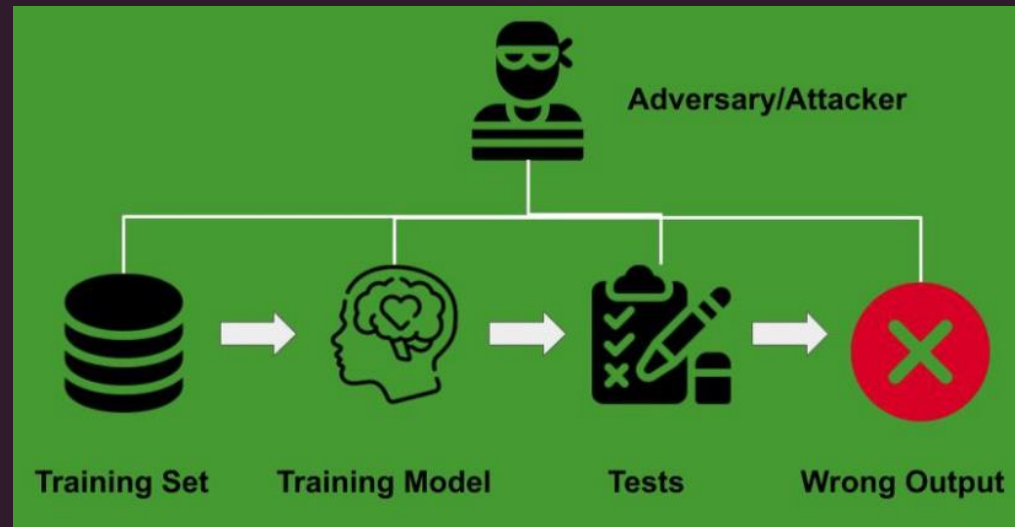 Adversary/Attacker
Training Set
Training Model
Tests
Wrong Output